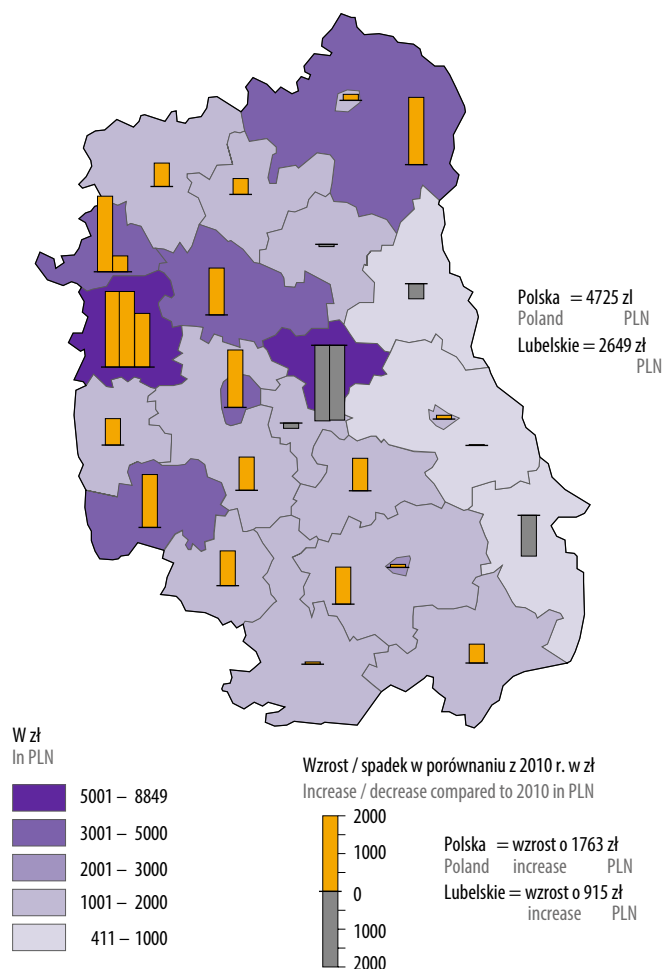 Polska = 4725 zl
Poland PLN
Lubelskie = 2649 zł
PLN
W zł
In PLN
5001 – 8849
3001 – 5000
2001 – 3000
1001 – 2000
411 – 1000
Wzrost / spadek w porównaniu z 2010 r. w zł
Increase / decrease compared to 2010 in PLN
2000
1000
0
1000
2000
Polska = wzrost o 1763 zł
Poland increase PLN
Lubelskie = wzrost o 915 zł
increase PLN